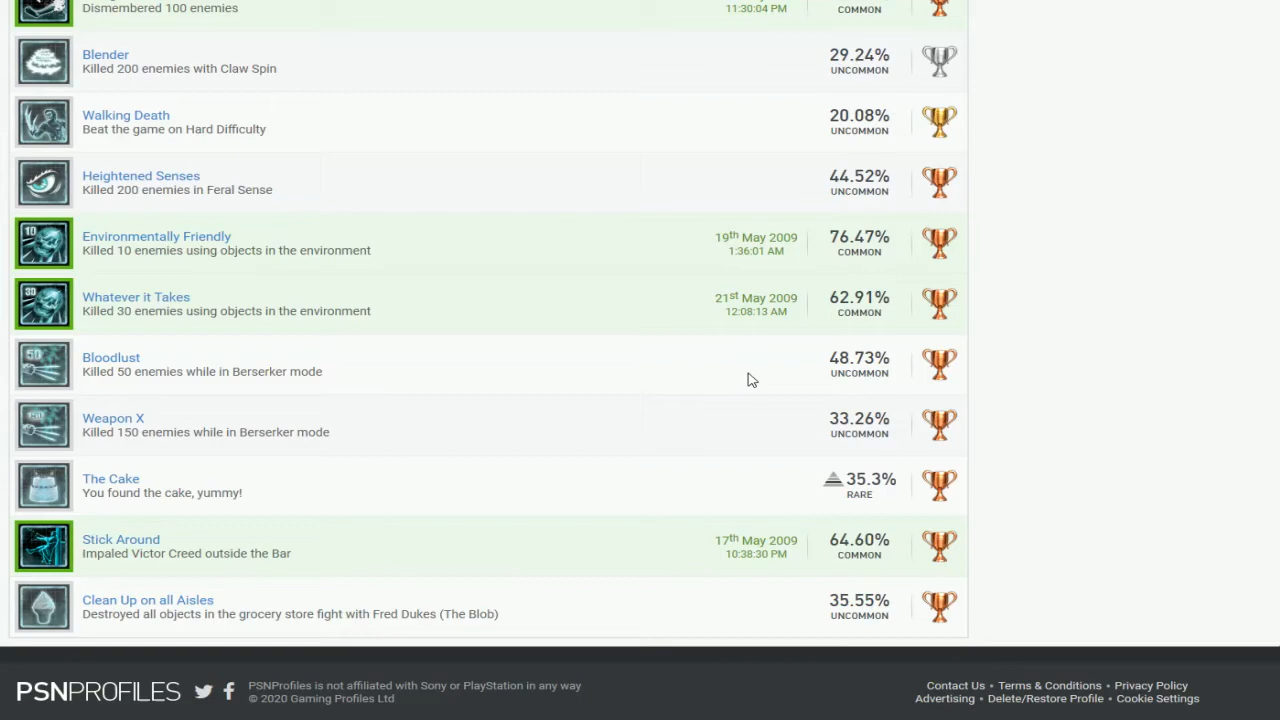 Dismembered 100 enemies
11:30:04 PM
COMMON
Blender
Killed 200 enemies with Claw Spin
29.24%
UNCOMMON
Walking Death
Beat the game on Hard Difficulty
20.08%
UNCOMMON
Heightened Senses
Killed 200 enemies in Feral Sense
44.52%
UNCOMMON
10
Environmentally Friendly
Killed 10 enemies using objects in the environment
19th May 2009
1:36:01 AM
76.47%
COMMON
30
Whatever it Takes
Killed 30 enemies using objects in the environment
21st May 2009
12:08:13 AM
62.91%
COMMON
50
Bloodlust
Killed 50 enemies while in Berserker mode
48.73%
UNCOMMON
Weapon X
Killed 150 enemies while in Berserker mode
33.26%
UNCOMMON
The Cake
You found the cake, yummy!
35.3%
RARE
Stick Around
Impaled Victor Creed outside the Bar
17th May 2009
10:38:30 PM
64.60%
COMMON
Clean Up on all Aisles
Destroyed all objects in the grocery store fight with Fred Dukes (The Blob)
35.55%
UNCOMMON
PSNPROFILES
PSNProfiles is not affiliated with Sony or PlayStation in any way
© 2020 Gaming Profiles Ltd
Contact Us • Terms & Conditions • Privacy Policy
Advertising • Delete/Restore Profile • Cookie Settings